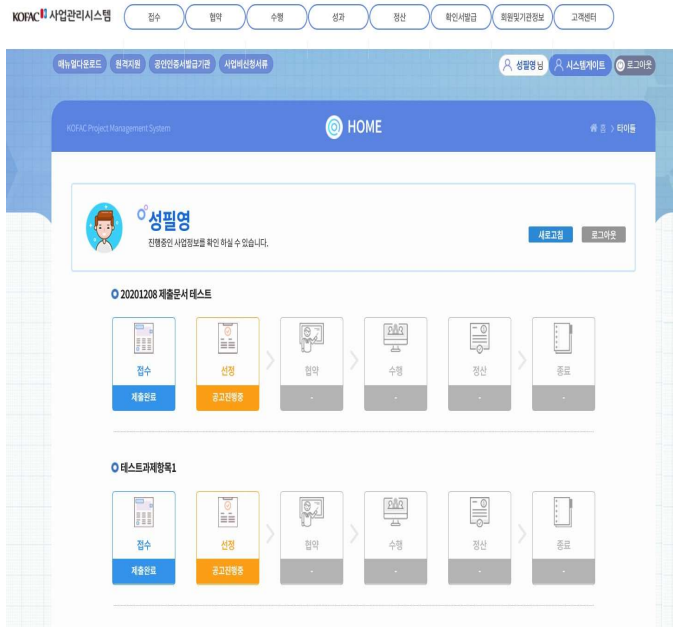 KOFAC 사업관리시스템
접수
협약
수행
성과
정산
확인서발급
회원및기관정보
고객센터
매뉴얼다운로드
원격지원
공인인증서발급기관
사업비신청서류
성필영 님
시스템게이트
로그아웃
KOFAC Project Management System
HOME
홈 > 타이틀
성필영
진행중인 사업정보를 확인 하실 수 있습니다.
새로고침
로그아웃
20201208 제출문서 테스트
접수
선정
협약
수행
정산
종료
제출완료
공고진행중
-
-
-
-
테스트과제항목1
접수
선정
협약
수행
정산
종료
제출완료
공고진행중
-
-
-
-